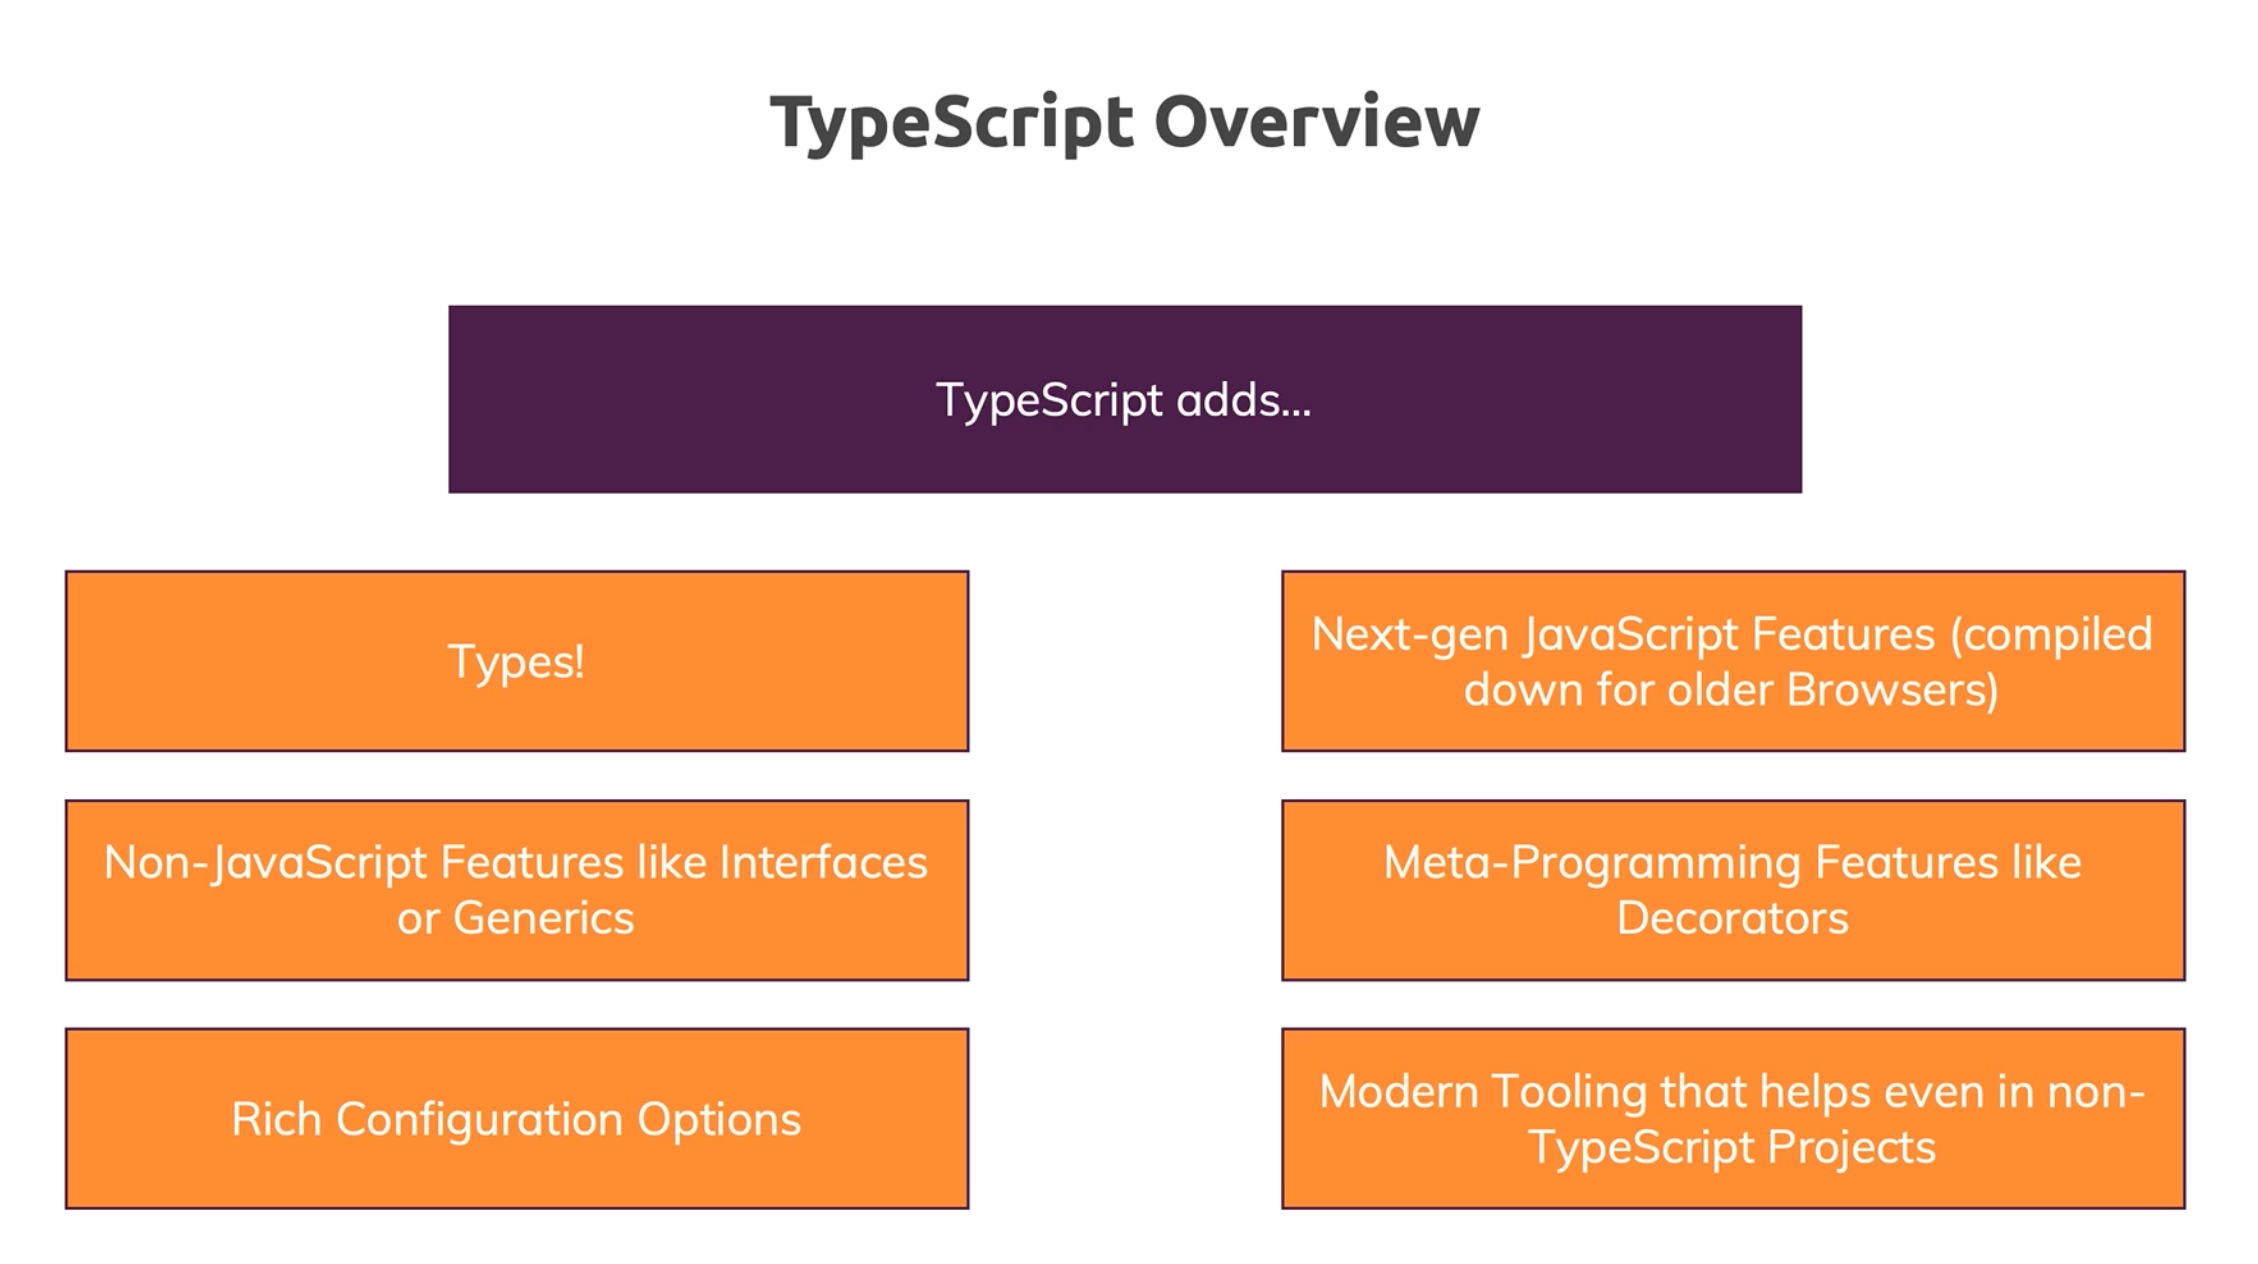 TypeScript Overview
TypeScript adds...
Types!
Next-gen JavaScript Features (compiled
down for older Browsers)
Non-JavaScript Features like Interfaces
or Generics
Meta-Programming Features like
Decorators
Rich Configuration Options
Modern Tooling that helps even in non-
TypeScript Projects